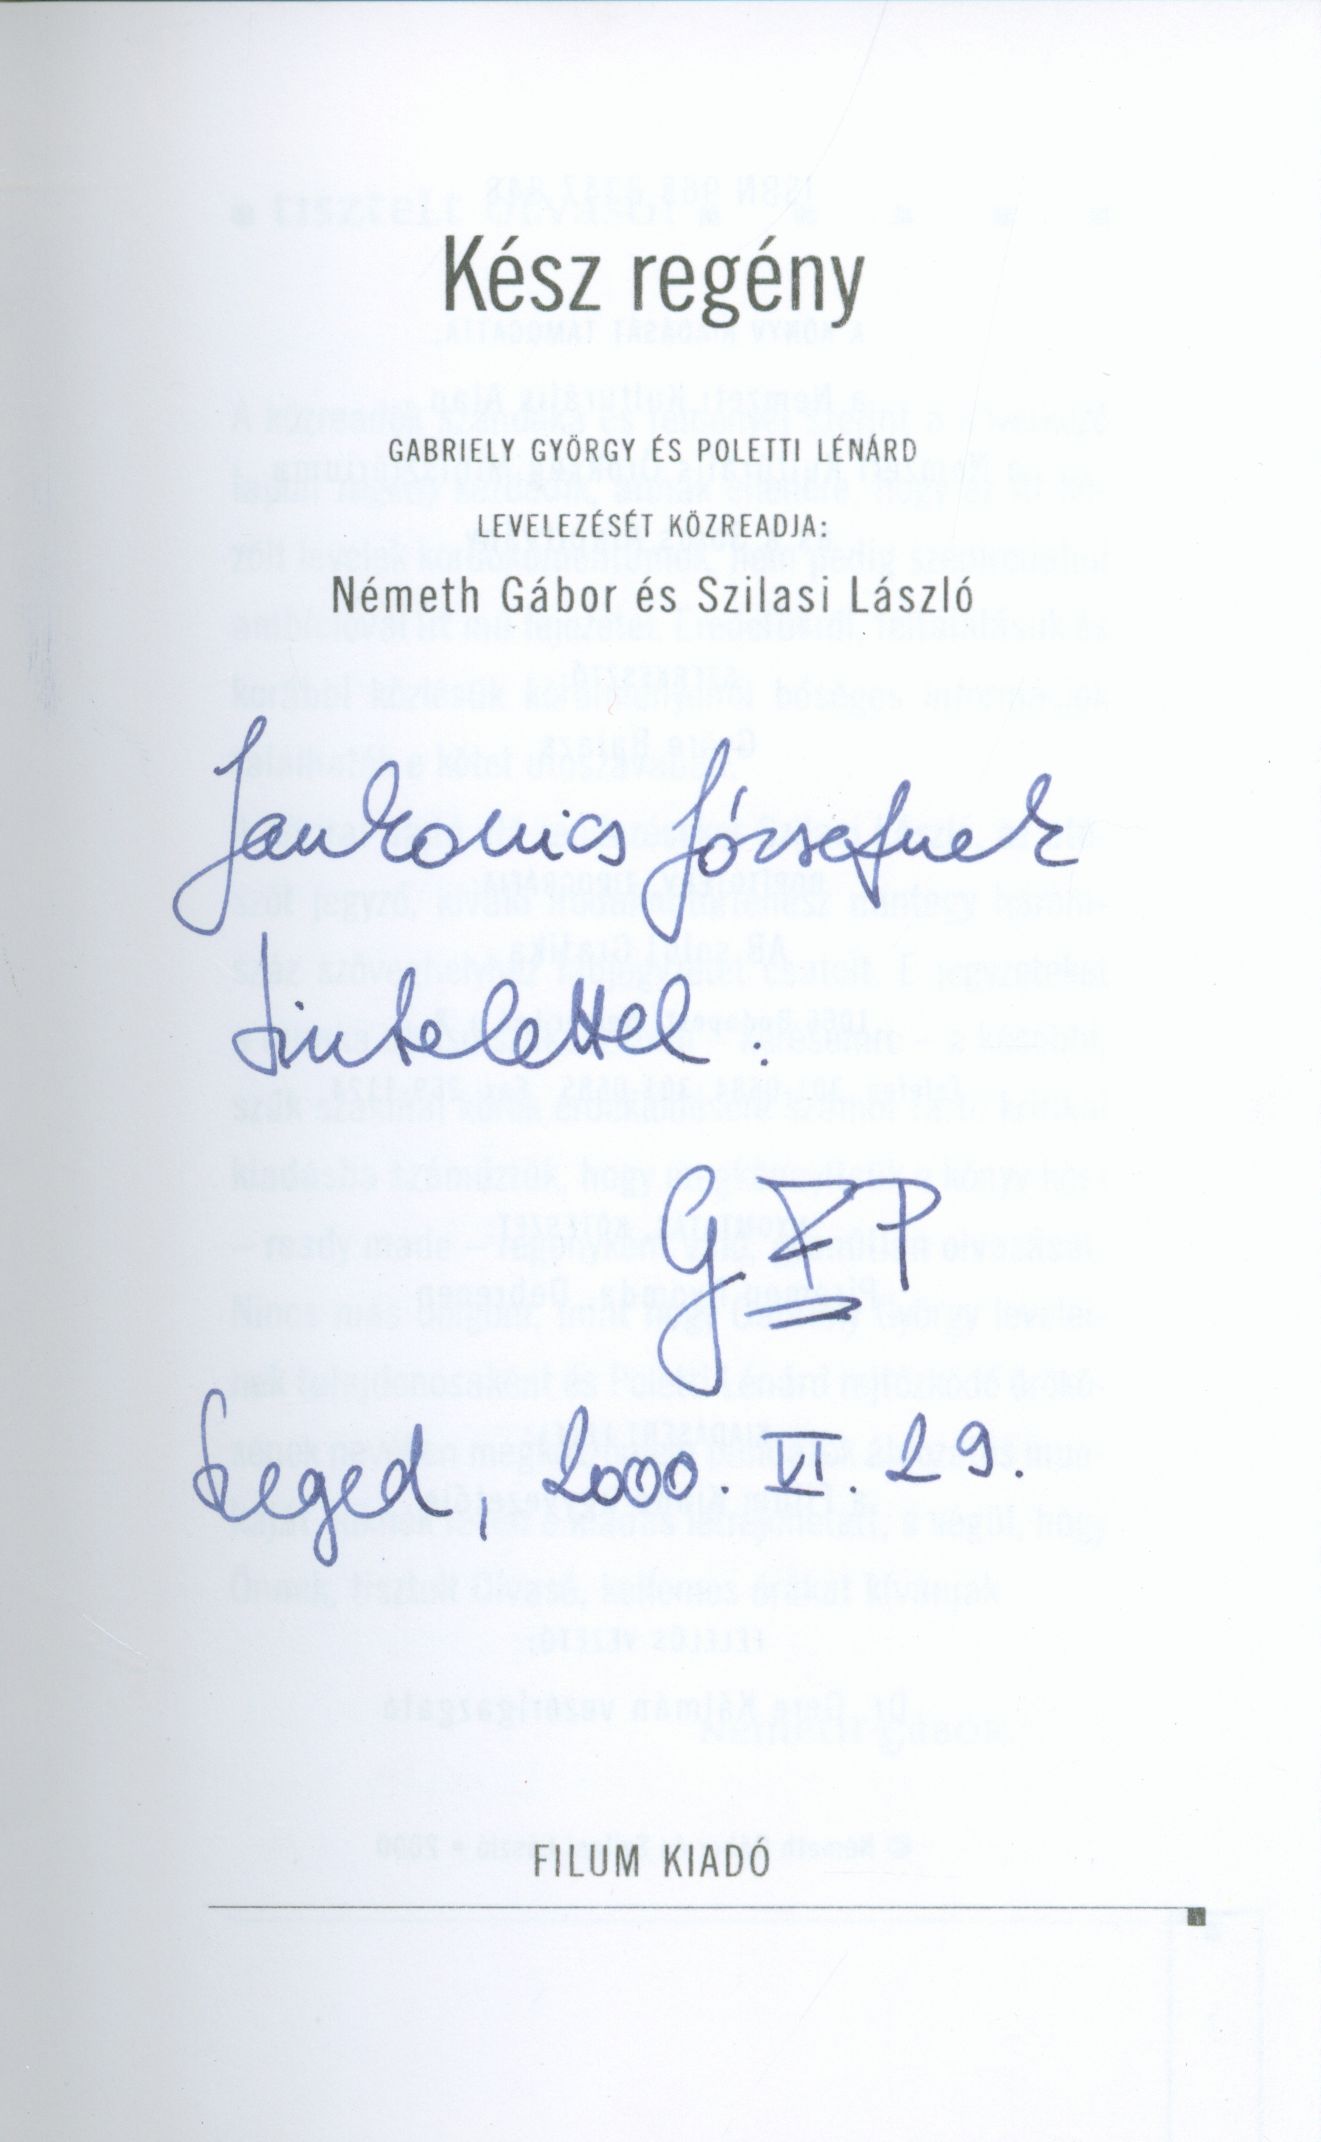 Kész regény
GABRIELY GYÖRGY ÉS POLETTI LÉNÁRD
LEVELEZÉSÉT KÖZREADJA:
Németh Gábor és Szilasi László
Jankovics Józsefnek
tisztelettel:
Szeged, 2000. VI. 29.
FILUM KIADÓ